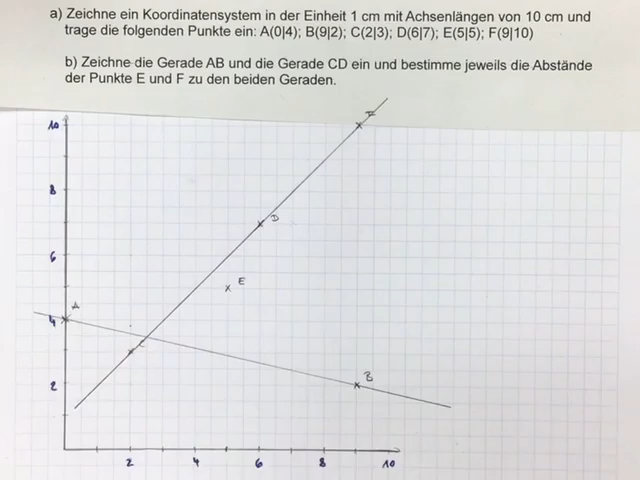 a) Zeichne ein Koordinatensystem in der Einheit 1 cm mit Achsenlängen von 10 cm und
trage die folgenden Punkte ein: A(0|4); B(9|2); C(2|3); D(6|7); E(5|5); F(9|10)
b) Zeichne die Gerade AB und die Gerade CD ein und bestimme jeweils die Abstände
der Punkte E und F zu den beiden Geraden.
10
F
8
D
6
E
A
4
C
B
2
2 4 6 8 10